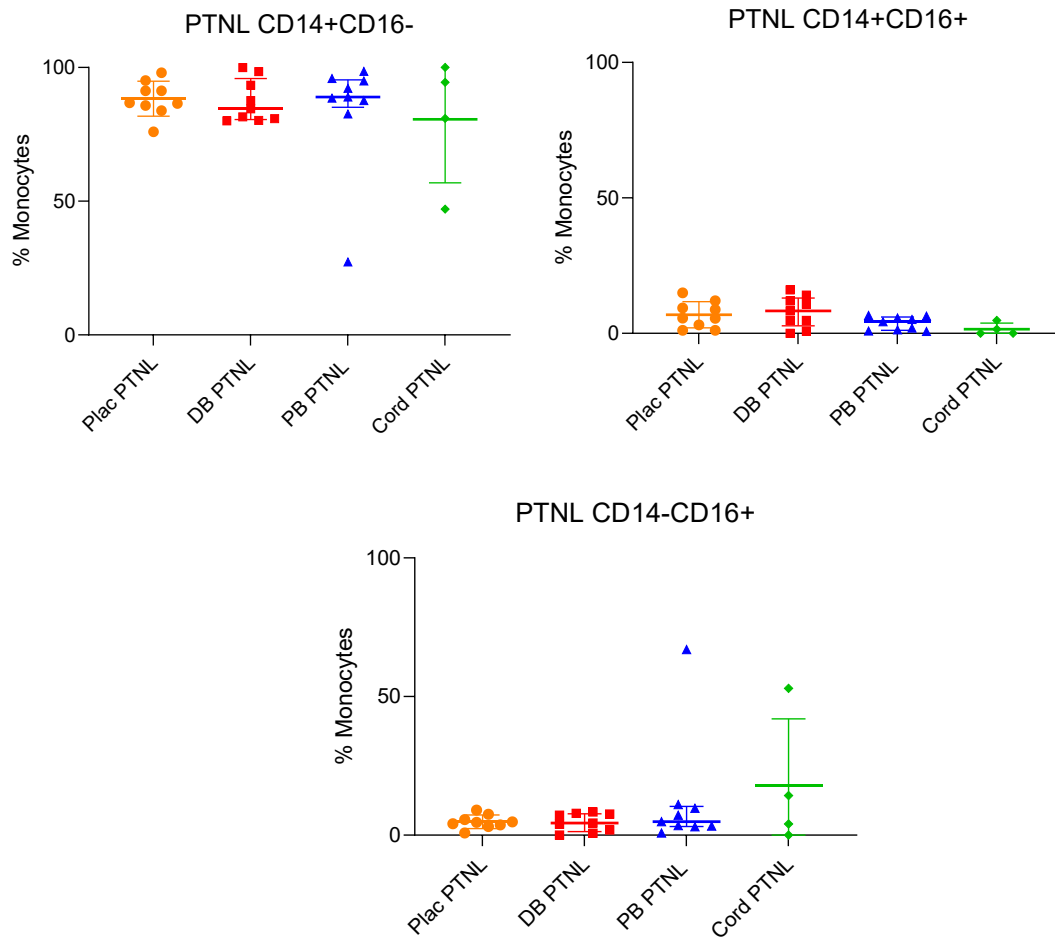 PTNL CD14+CD16-
% Monocytes
100
50
0
Plac PTNL
DB PTNL
PB PTNL
Cord PTNL
PTNL CD14+CD16+
% Monocytes
100
50
0
Plac PTNL
DB PTNL
PB PTNL
Cord PTNL
PTNL CD14-CD16+
% Monocytes
100
50
0
Plac PTNL
DB PTNL
PB PTNL
Cord PTNL